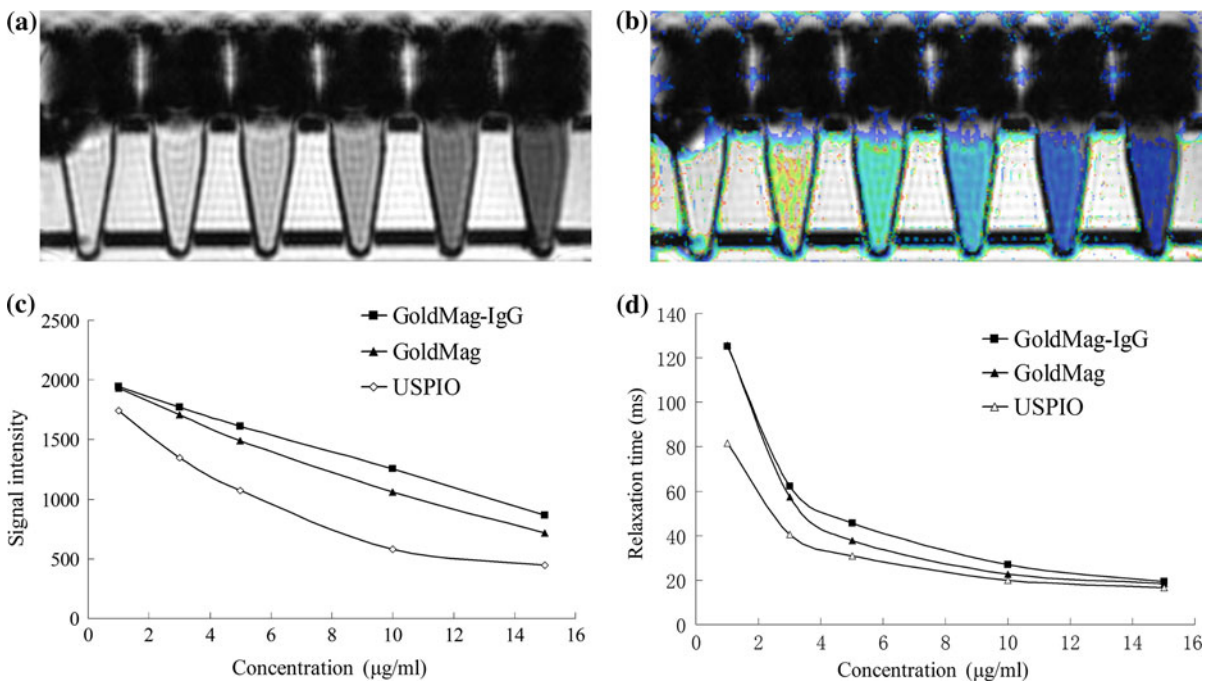 (a)
(b)
(c)
2500
2000
1500
1000
500
0
0 2 4 6 8 10 12 14 16
Signal intensity
Concentration (μg/ml)
GoldMag-IgG
GoldMag
USPIO
(d)
140
120
100
80
60
40
20
0
0 2 4 6 8 10 12 14 16
Relaxation time (ms)
Concentration (μg/ml)
GoldMag-IgG
GoldMag
USPIO